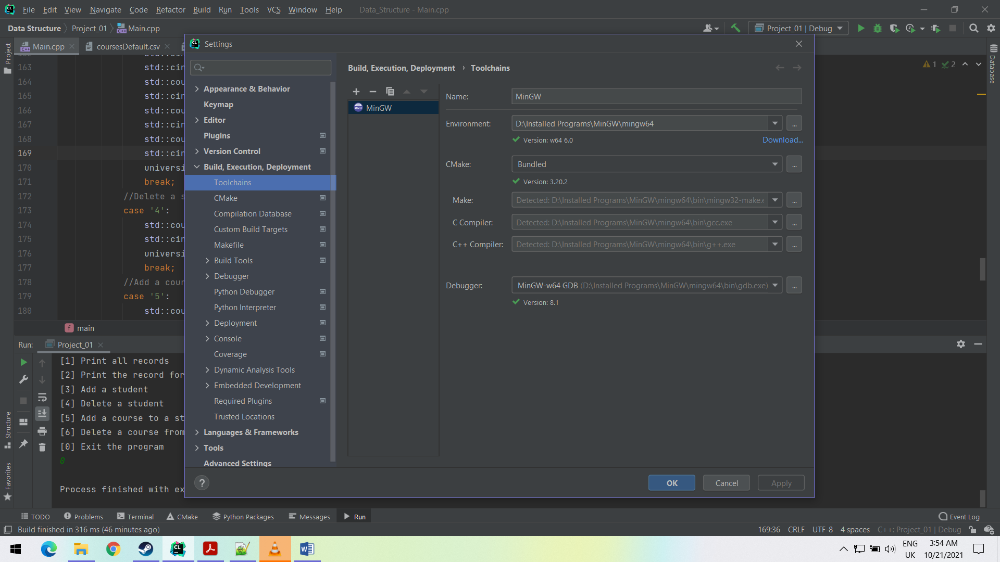 File Edit View Navigate Code Refactor Build Run Tools VCS Window Help Data_Structure - Main.cpp
Data Structure Project_01 Main.cpp
Project_01 | Debug
Main.cpp coursesDefault.csv
Project
Database
Structure
Favorites
1 2
163 std::cin
164 std::cou
165 std::cin
166 std::cou
167 std::cin
168 std::cou
169 std::cin
170 universi
171 break;
172 //Delete a s
173 case '4':
174 std::cou
175 std::cin
176 universi
177 break;
178 //Add a cour
179 case '5':
180 std::cou
main
Run: Project_01
[1] Print all records
[2] Print the record for
[3] Add a student
[4] Delete a student
[5] Add a course to a st
[6] Delete a course from
[0] Exit the program
0
Process finished with ex
Settings
Appearance & Behavior
Keymap
Editor
Plugins
Version Control
Build, Execution, Deployment
Toolchains
CMake
Compilation Database
Custom Build Targets
Makefile
Build Tools
Debugger
Python Debugger
Python Interpreter
Deployment
Console
Coverage
Dynamic Analysis Tools
Embedded Development
Required Plugins
Trusted Locations
Languages & Frameworks
Tools
Advanced Settings
Build, Execution, Deployment › Toolchains
MinGW
Name: MinGW
Environment: D:\Installed Programs\MinGW\mingw64 ...
Version: w64 6.0 Download...
CMake: Bundled ...
Version: 3.20.2
Make: Detected: D:\Installed Programs\MinGW\mingw64\bin\mingw32-make.e ...
C Compiler: Detected: D:\Installed Programs\MinGW\mingw64\bin\gcc.exe ...
C++ Compiler: Detected: D:\Installed Programs\MinGW\mingw64\bin\g++.exe ...
Debugger: MinGW-w64 GDB (D:\Installed Programs\MinGW\mingw64\bin\gdb.exe) ...
Version: 8.1
? OK Cancel Apply
TODO Problems Terminal CMake Python Packages Messages Run Event Log
Build finished in 316 ms (46 minutes ago) 169:36 CRLF UTF-8 4 spaces C++: Project_01 | Debug
ENG 3:54 AM
UK 10/21/2021